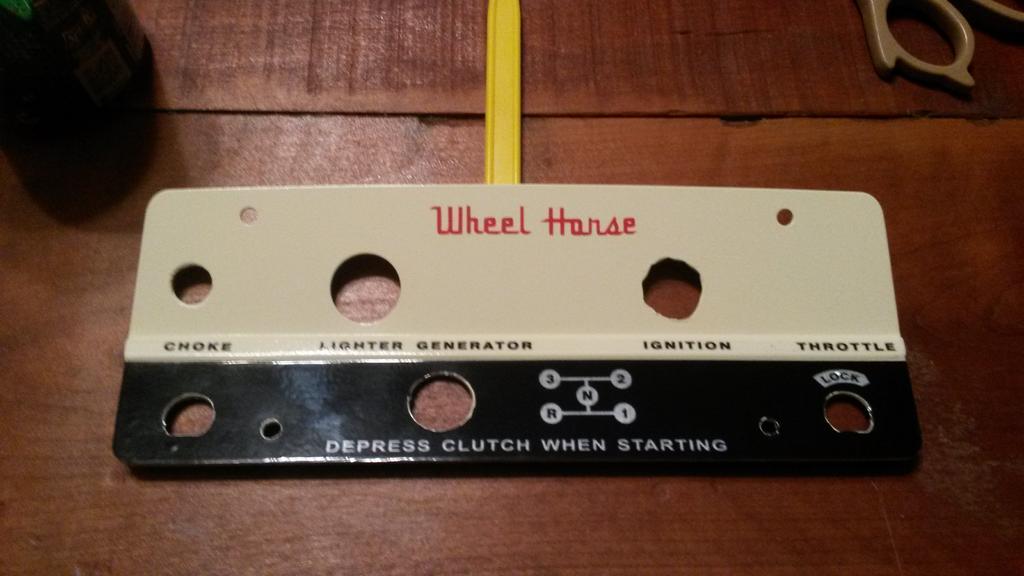 Wheel Horse
CHOKE LIGHTER GENERATOR IGNITION THROTTLE
3 2 LOCK
N
R 1
DEPRESS CLUTCH WHEN STARTING